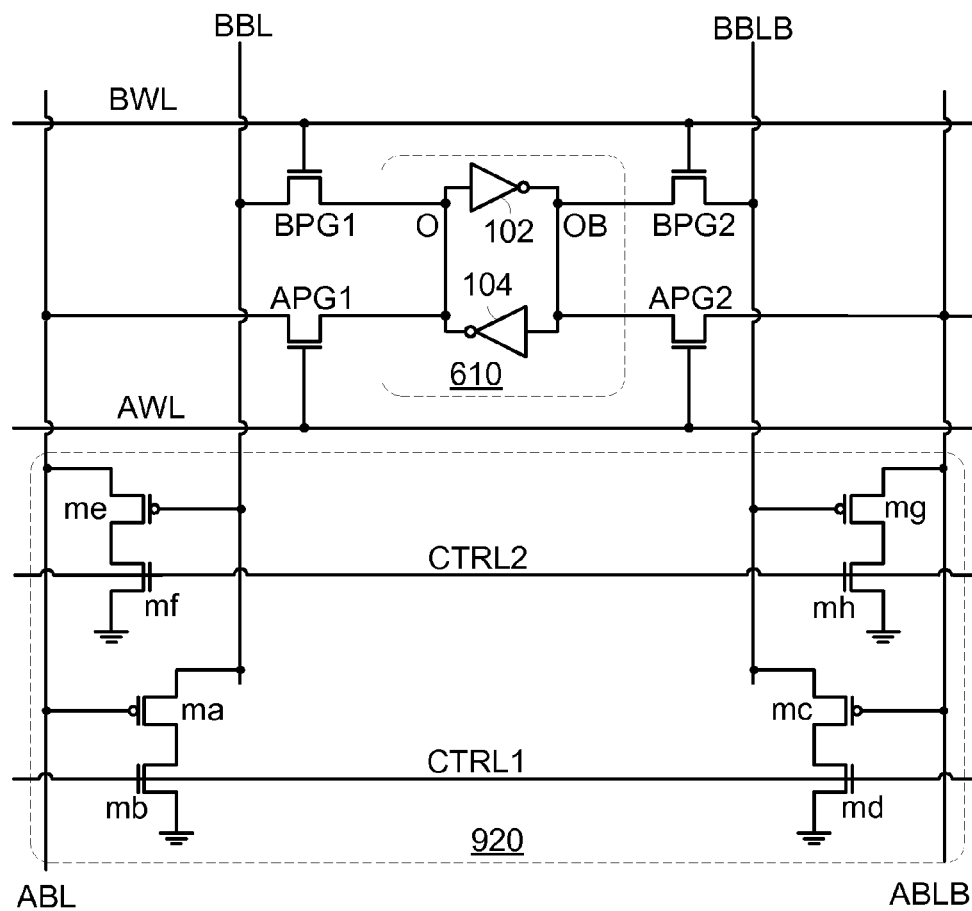 BBL
BBLB
BWL
BPG1
O
102
OB
BPG2
104
APG1
APG2
610
AWL
me
mg
CTRL2
mf
mh
ma
mc
CTRL1
mb
md
920
ABL
ABLB